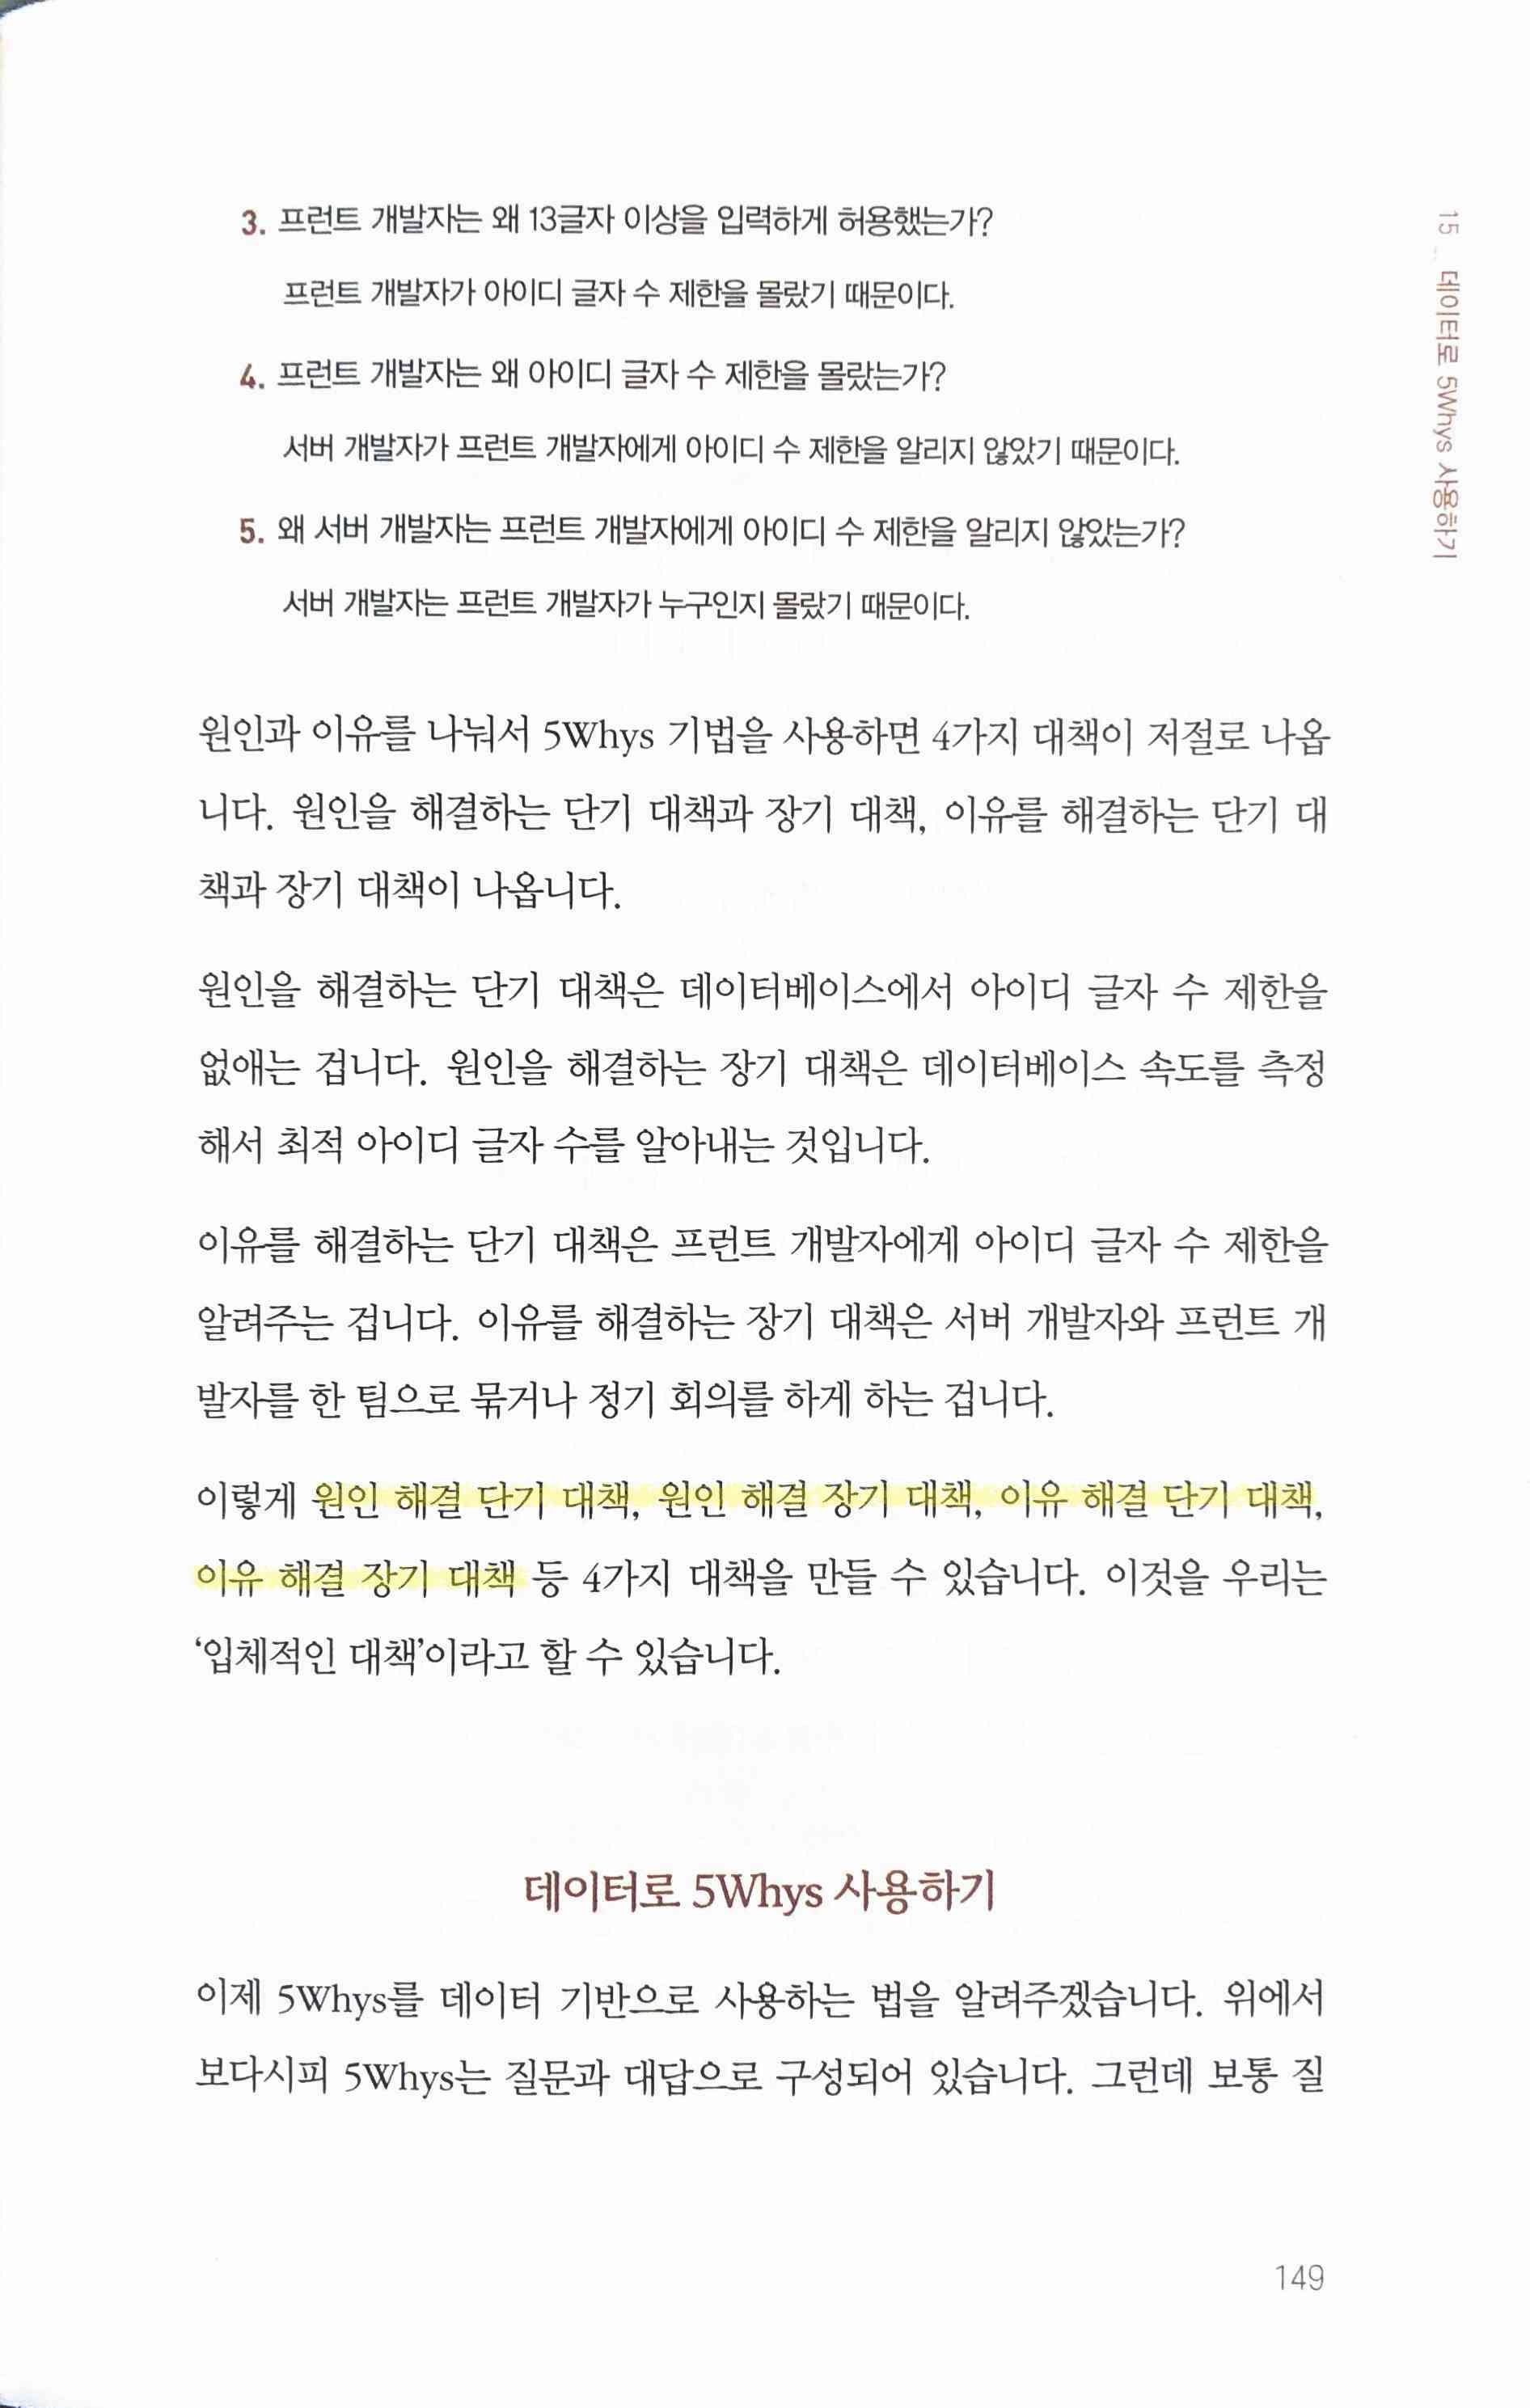 15 데이터로 5Whys 사용하기
3. 프런트 개발자는 왜 13글자 이상을 입력하게 허용했는가?
프런트 개발자가 아이디 글자 수 제한을 몰랐기 때문이다.
4. 프런트 개발자는 왜 아이디 글자 수 제한을 몰랐는가?
서버 개발자가 프런트 개발자에게 아이디 수 제한을 알리지 않았기 때문이다.
5. 왜 서버 개발자는 프런트 개발자에게 아이디 수 제한을 알리지 않았는가?
서버 개발자는 프런트 개발자가 누구인지 몰랐기 때문이다.
원인과 이유를 나눠서 5Whys 기법을 사용하면 4가지 대책이 저절로 나옵
니다. 원인을 해결하는 단기 대책과 장기 대책, 이유를 해결하는 단기 대
책과 장기 대책이 나옵니다.
원인을 해결하는 단기 대책은 데이터베이스에서 아이디 글자 수 제한을
없애는 겁니다. 원인을 해결하는 장기 대책은 데이터베이스 속도를 측정
해서 최적 아이디 글자 수를 알아내는 것입니다.
이유를 해결하는 단기 대책은 프런트 개발자에게 아이디 글자 수 제한을
알려주는 겁니다. 이유를 해결하는 장기 대책은 서버 개발자와 프런트 개
발자를 한 팀으로 묶거나 정기 회의를 하게 하는 겁니다.
이렇게 원인 해결 단기 대책, 원인 해결 장기 대책, 이유 해결 단기 대책,
이유 해결 장기 대책 등 4가지 대책을 만들 수 있습니다. 이것을 우리는
‘입체적인 대책’이라고 할 수 있습니다.
데이터로 5Whys 사용하기
이제 5Whys를 데이터 기반으로 사용하는 법을 알려주겠습니다. 위에서
보다시피 5Whys는 질문과 대답으로 구성되어 있습니다. 그런데 보통 질
149